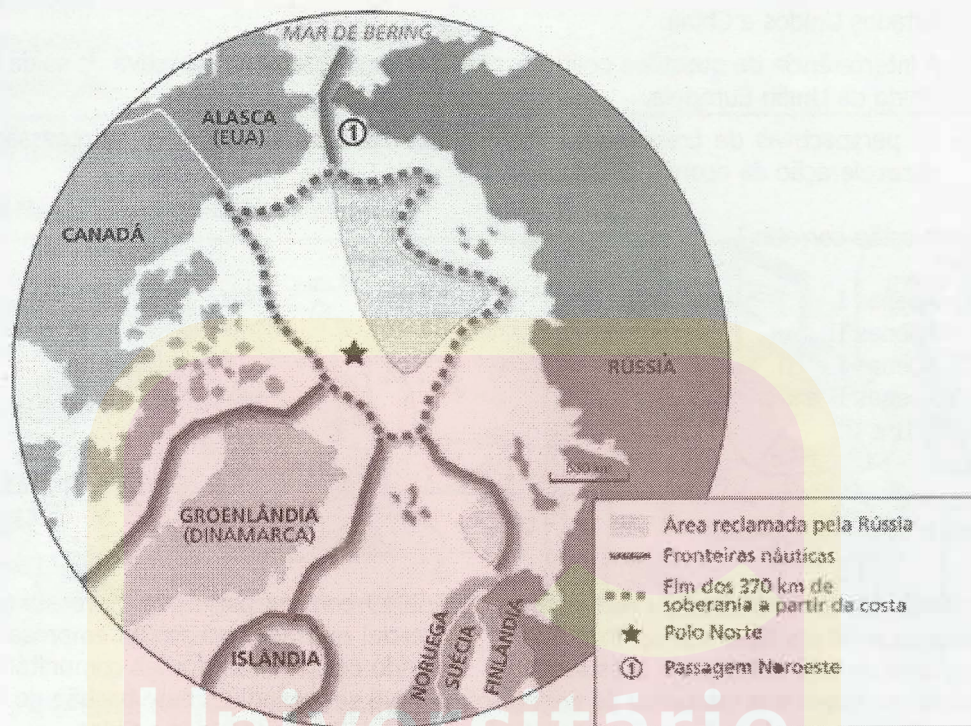 MAR DE BERING
ALASCA
(EUA)
①
CANADÁ
RÚSSIA
GROENLÂNDIA
(DINAMARCA)
ISLÂNDIA
NORUEGA
SUÉCIA
FINLÂNDIA
Área reclamada pela Rússia
Fronteiras náuticas
Fim dos 370 km de
soberania a partir da costa
Polo Norte
① Passagem Noroeste
Universitário